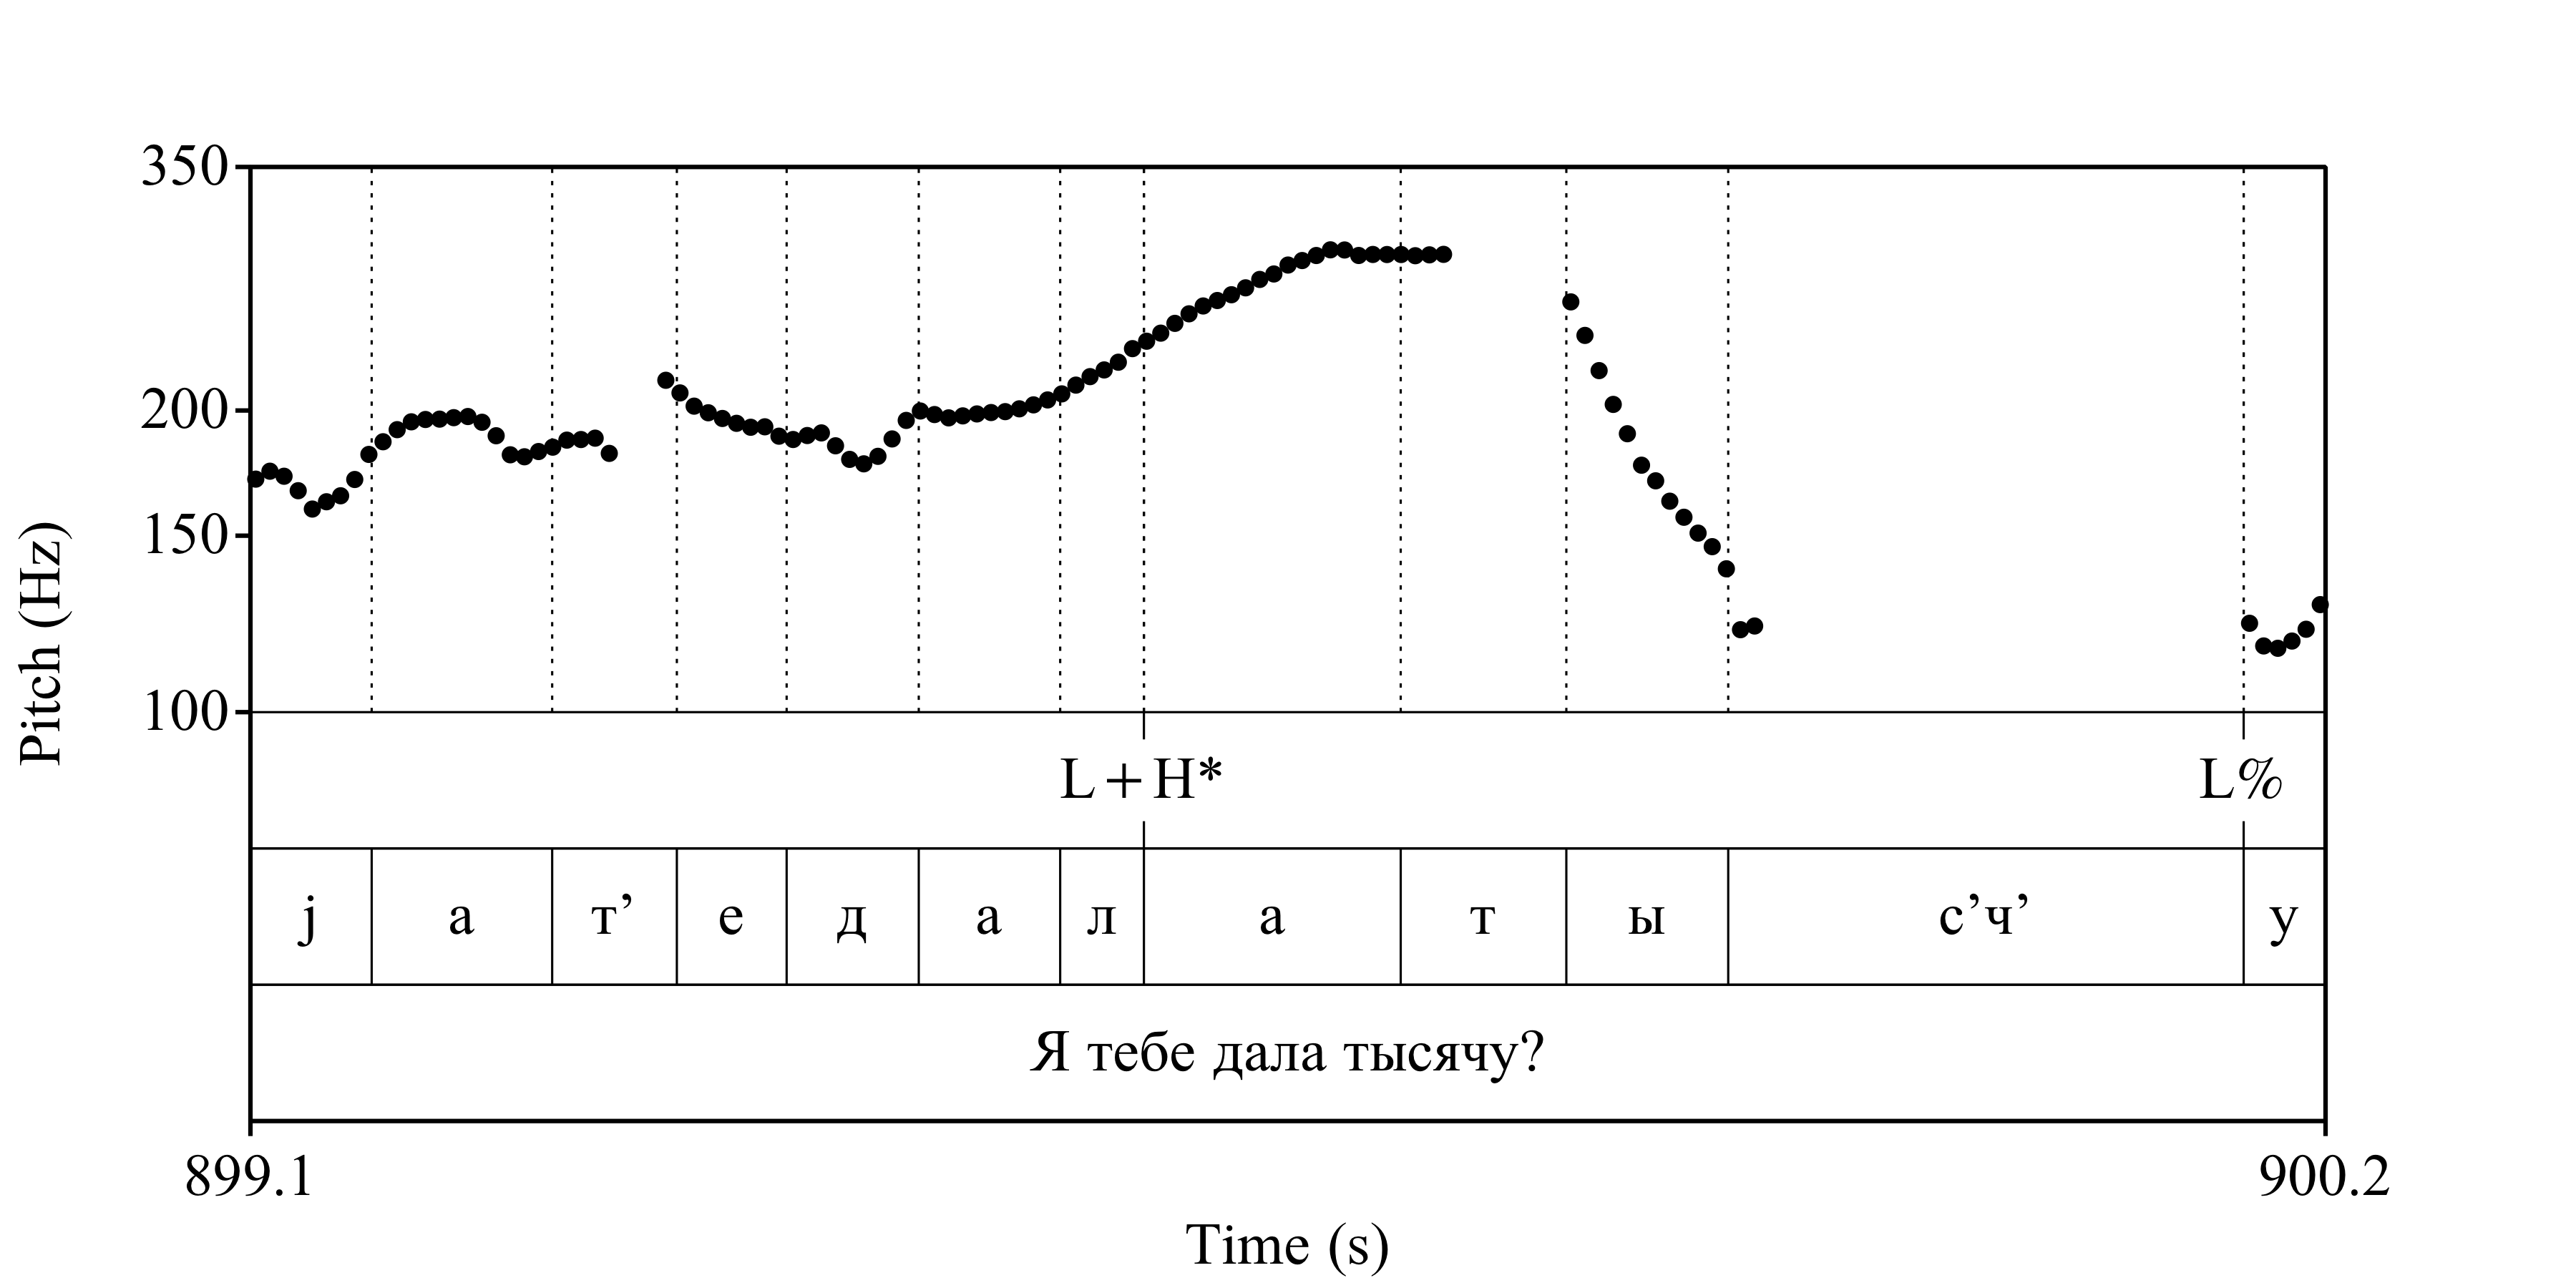 350
200
150
100
Pitch (Hz)
L+H* L%
j а т’ е д а л а т ы с’ч’ у
Я тебе дала тысячу?
899.1 900.2
Time (s)